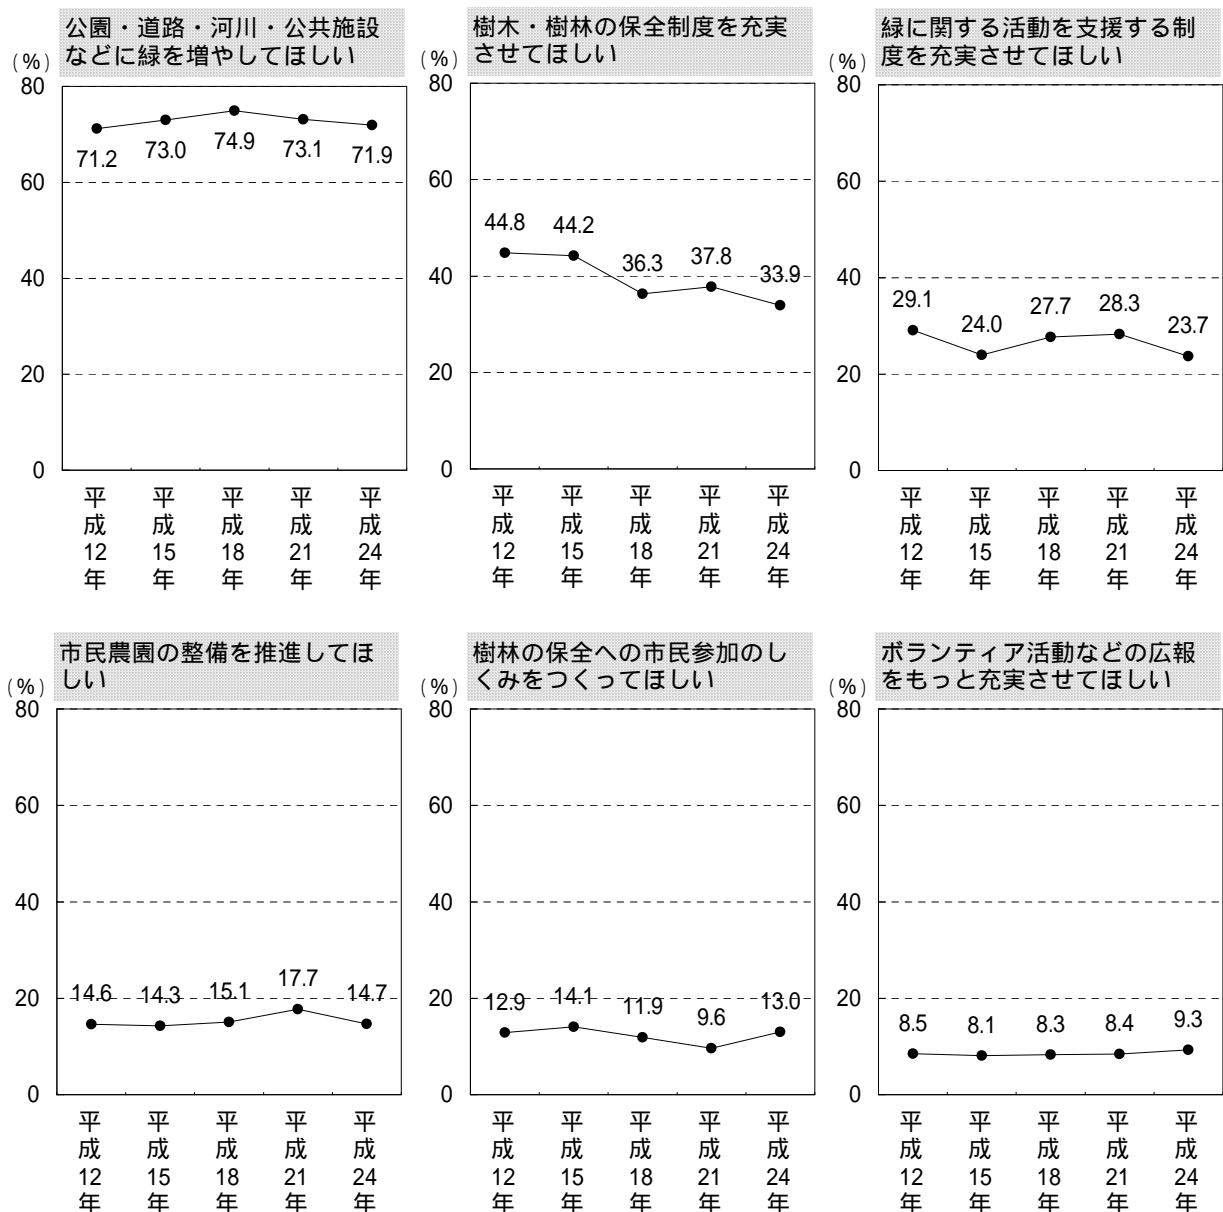 公園・道路・河川・公共施設
などに緑を増やしてほしい
(%)
80
60
40
20
0
71.2
73.0
74.9
73.1
71.9
平成12年
平成15年
平成18年
平成21年
平成24年
樹木・樹林の保全制度を充実
させてほしい
(%)
80
60
40
20
0
44.8
44.2
36.3
37.8
33.9
平成12年
平成15年
平成18年
平成21年
平成24年
緑に関する活動を支援する制
度を充実させてほしい
(%)
80
60
40
20
0
29.1
24.0
27.7
28.3
23.7
平成12年
平成15年
平成18年
平成21年
平成24年
市民農園の整備を推進してほ
しい
(%)
80
60
40
20
0
14.6
14.3
15.1
17.7
14.7
平成12年
平成15年
平成18年
平成21年
平成24年
樹林の保全への市民参加のし
くみをつくってほしい
(%)
80
60
40
20
0
12.9
14.1
11.9
9.6
13.0
平成12年
平成15年
平成18年
平成21年
平成24年
ボランティア活動などの広報
をもっと充実させてほしい
(%)
80
60
40
20
0
8.5
8.1
8.3
8.4
9.3
平成12年
平成15年
平成18年
平成21年
平成24年